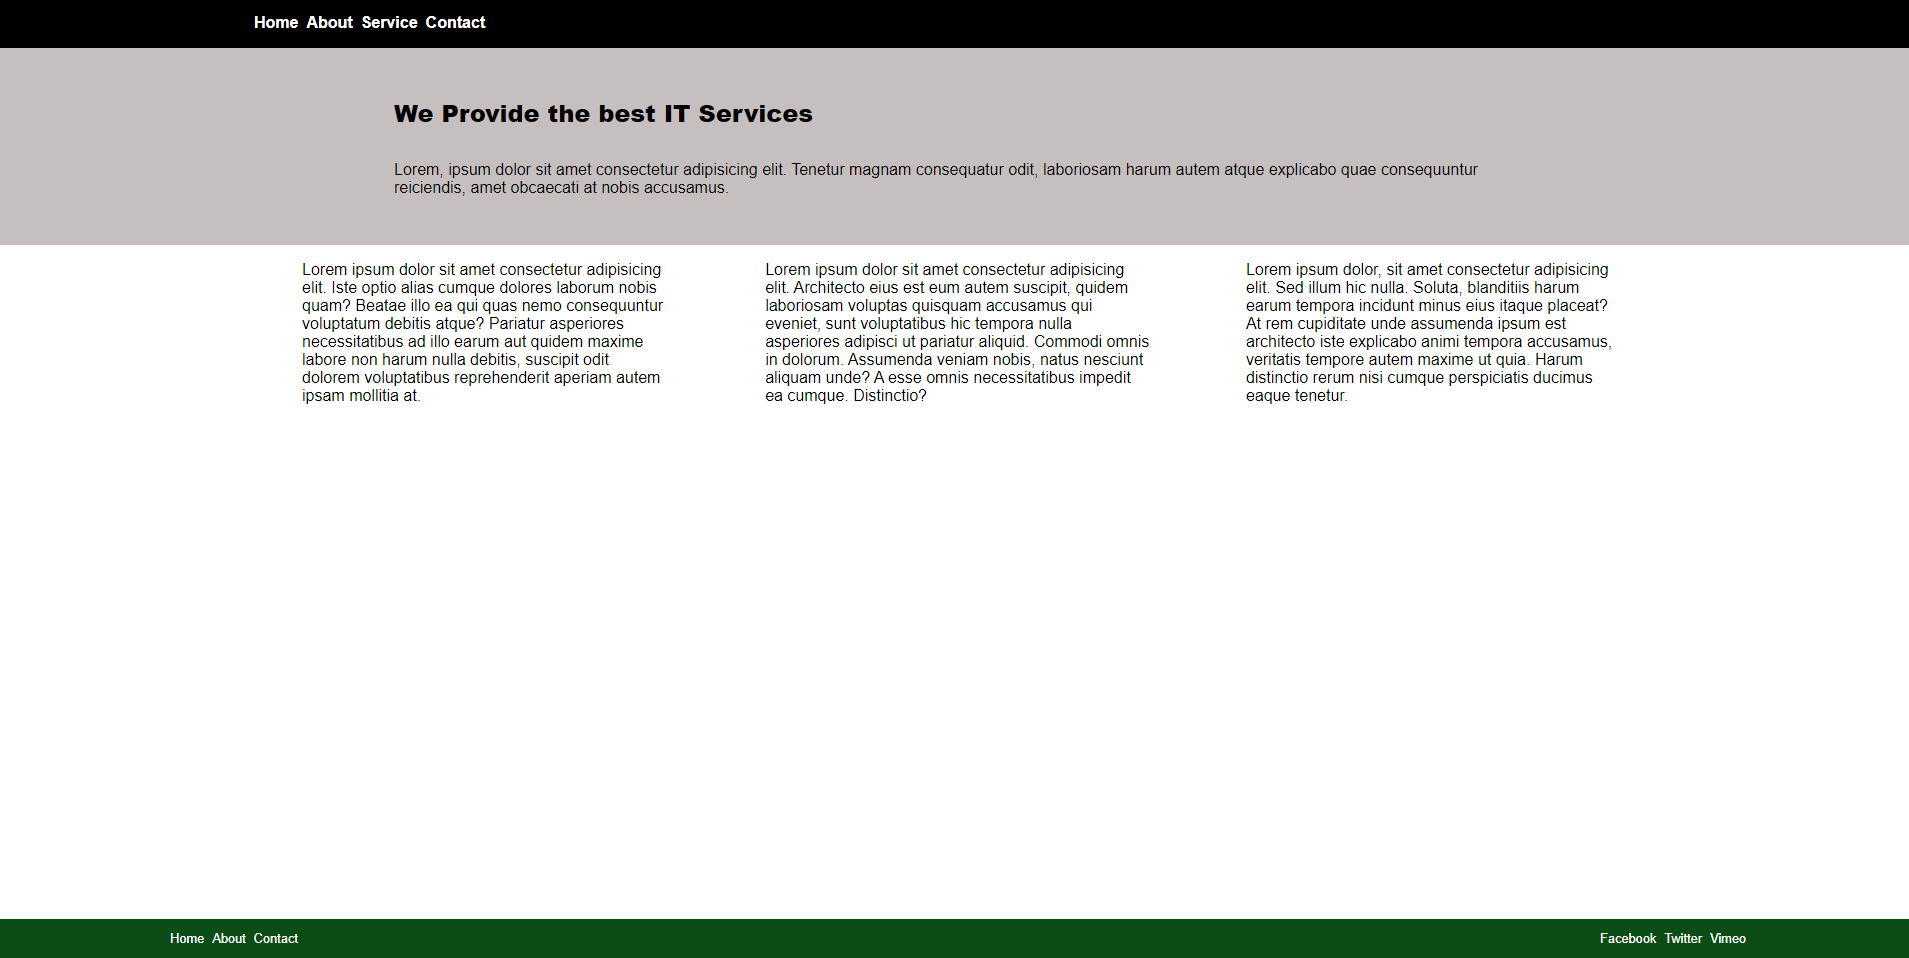 Home About Service Contact
We Provide the best IT Services
Lorem, ipsum dolor sit amet consectetur adipisicing elit. Tenetur magnam consequatur odit, laboriosam harum autem atque explicabo quae consequuntur
reiciendis, amet obcaecati at nobis accusamus.
Lorem ipsum dolor sit amet consectetur adipisicing
elit. Iste optio alias cumque dolores laborum nobis
quam? Beatae illo ea qui quas nemo consequuntur
voluptatum debitis atque? Pariatur asperiores
necessitatibus ad illo earum aut quidem maxime
labore non harum nulla debitis, suscipit odit
dolorem voluptatibus reprehenderit aperiam autem
ipsam mollitia at.
Lorem ipsum dolor sit amet consectetur adipisicing
elit. Architecto eius est eum autem suscipit, quidem
laboriosam voluptas quisquam accusamus qui
eveniet, sunt voluptatibus hic tempora nulla
asperiores adipisci ut pariatur aliquid. Commodi omnis
in dolorum. Assumenda veniam nobis, natus nesciunt
aliquam unde? A esse omnis necessitatibus impedit
ea cumque. Distinctio?
Lorem ipsum dolor, sit amet consectetur adipisicing
elit. Sed illum hic nulla. Soluta, blanditiis harum
earum tempora incidunt minus eius itaque placeat?
At rem cupiditate unde assumenda ipsum est
architecto iste explicabo animi tempora accusamus,
veritatis tempore autem maxime ut quia. Harum
distinctio rerum nisi cumque perspiciatis ducimus
eaque tenetur.
Home About Contact
Facebook Twitter Vimeo